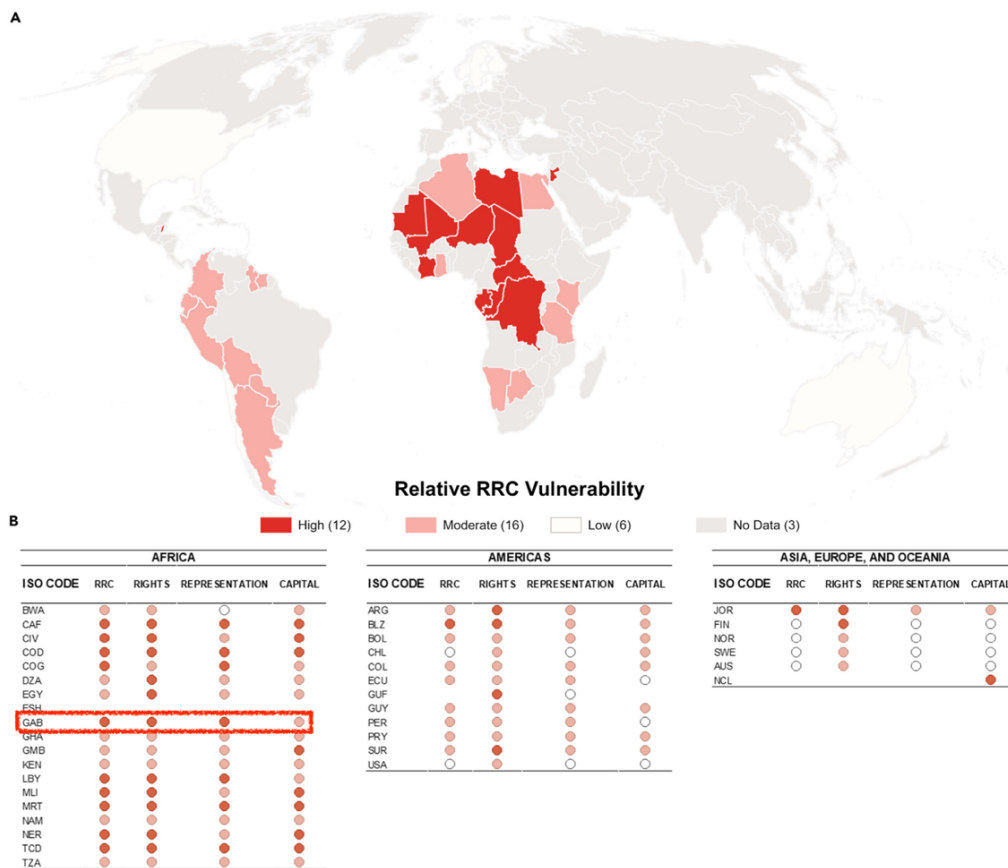 A
Relative RRC Vulnerability
B
High (12) Moderate (16) Low (6) No Data (3)
AFRICA
ISO CODE RRC RIGHTS REPRESENTATION CAPITAL
BWA
CAF
CIV
COD
COG
DZA
EGY
ESH
GAB
GHA
GMB
KEN
LBY
MLI
MRT
NAM
NER
TCD
TZA
AMERICAS
ISO CODE RRC RIGHTS REPRESENTATION CAPITAL
ARG
BLZ
BOL
CHL
COL
ECU
GUF
GUY
PER
PRY
SUR
USA
ASIA, EUROPE, AND OCEANIA
ISO CODE RRC RIGHTS REPRESENTATION CAPITAL
JOR
FIN
NOR
SWE
AUS
NCL